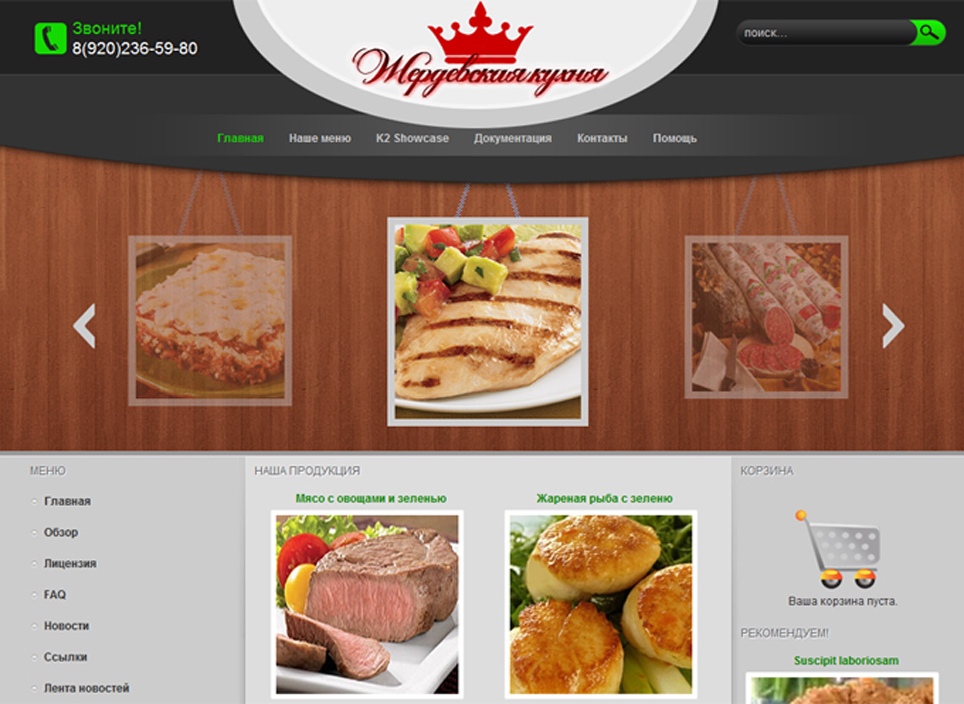 Звоните!
8(920)236-59-80
Жердевская кухня
поиск...
Главная
Наше меню
K2 Showcase
Документация
Контакты
Помощь
МЕНЮ
Главная
Обзор
Лицензия
FAQ
Новости
Ссылки
Лента новостей
НАША ПРОДУКЦИЯ
Мясо с овощами и зеленью
Жареная рыба с зеленю
КОРЗИНА
Ваша корзина пуста.
РЕКОМЕНДУЕМ!
Suscipit laboriosam